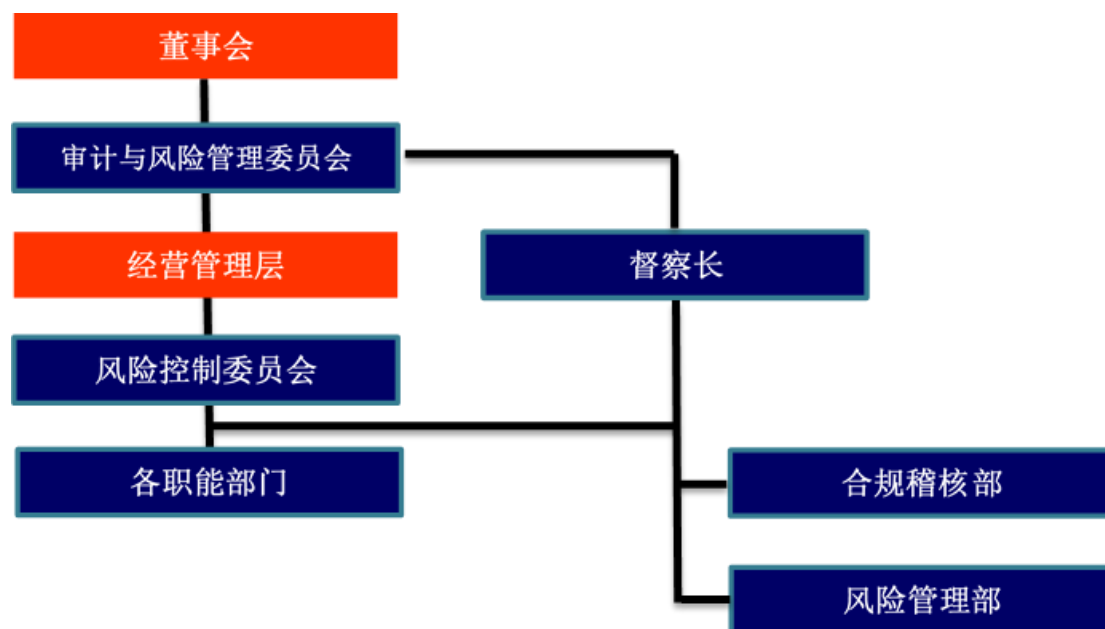 董事会
审计与风险管理委员会
经营管理层
督察长
风险控制委员会
各职能部门
合规稽核部
风险管理部